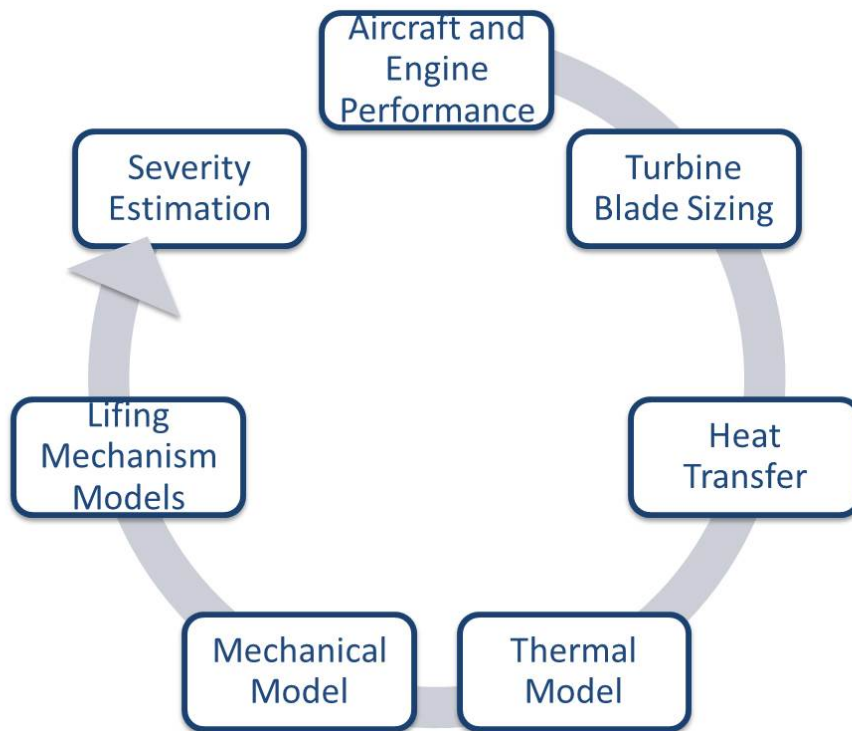 Aircraft and
Engine
Performance
Turbine
Blade Sizing
Heat
Transfer
Thermal
Model
Mechanical
Model
Lifing
Mechanism
Models
Severity
Estimation